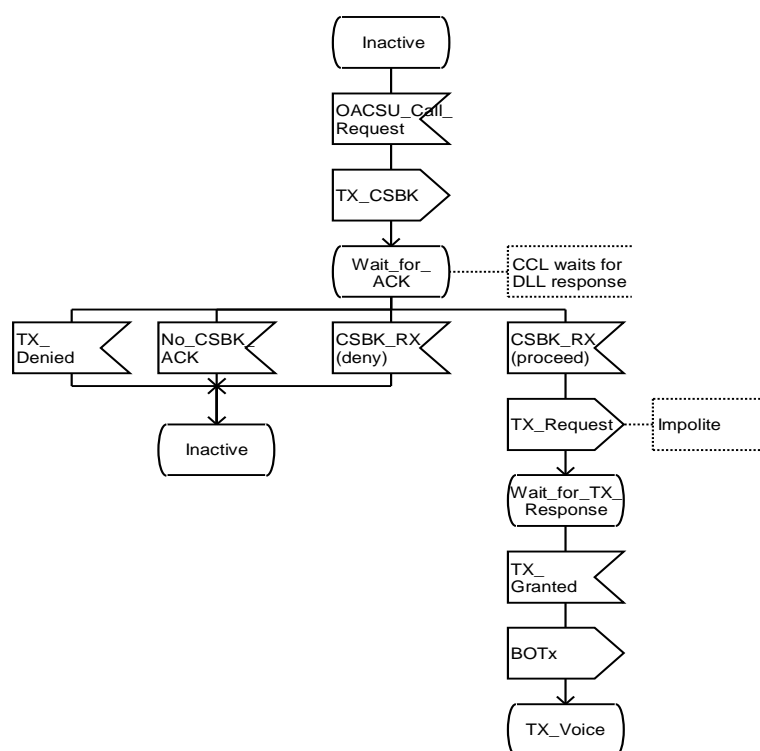 Inactive
OACSU_Call_
Request
TX_CSBK
Wait_for_
ACK
CCL waits for
DLL response
TX_
Denied
No_CSBK_
ACK
CSBK_RX
(deny)
CSBK_RX
(proceed)
TX_Request
Impolite
Inactive
Wait_for_TX_
Response
TX_
Granted
BOTx
TX_Voice